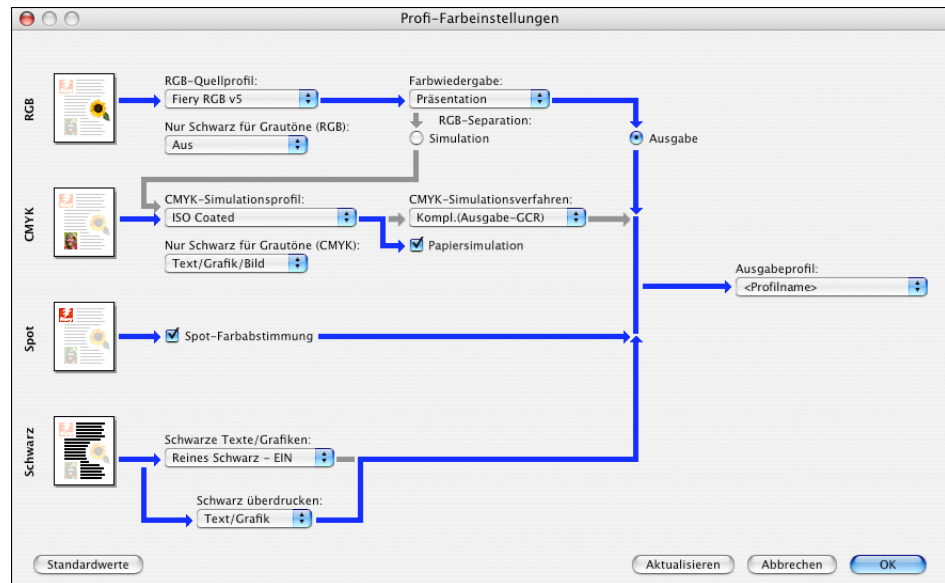 Profi-Farbeinstellungen
RGB
RGB-Quellprofil:
Fiery RGB v5
Farbwiedergabe:
Präsentation
Nur Schwarz für Grautöne (RGB):
Aus
RGB-Separation:
Simulation
Ausgabe
CMYK
CMYK-Simulationsprofil:
ISO Coated
CMYK-Simulationsverfahren:
Kompl.(Ausgabe-GCR)
Nur Schwarz für Grautöne (CMYK):
Text/Grafik/Bild
Papiersimulation
Ausgabeprofil:
<Profilname>
Spot
Spot-Farbabstimmung
Schwarz
Schwarze Texte/Grafiken:
Reines Schwarz - EIN
Schwarz überdrucken:
Text/Grafik
Standardwerte
Aktualisieren
Abbrechen
OK